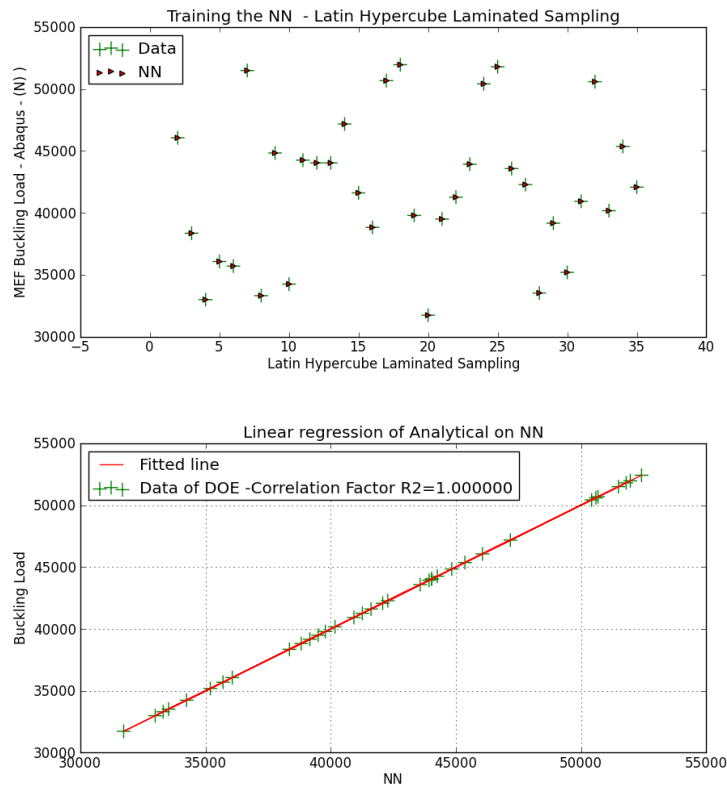 Training the NN  - Latin Hypercube Laminated Sampling
55000
50000
45000
40000
35000
30000
MEF Buckling Load - Abaqus - (N) )
Data
NN
-5 0 5 10 15 20 25 30 35 40
Latin Hypercube Laminated Sampling
Linear regression of Analytical on NN
55000
50000
45000
40000
35000
30000
Buckling Load
Fitted line
Data of DOE -Correlation Factor R2=1.000000
30000 35000 40000 45000 50000 55000
NN